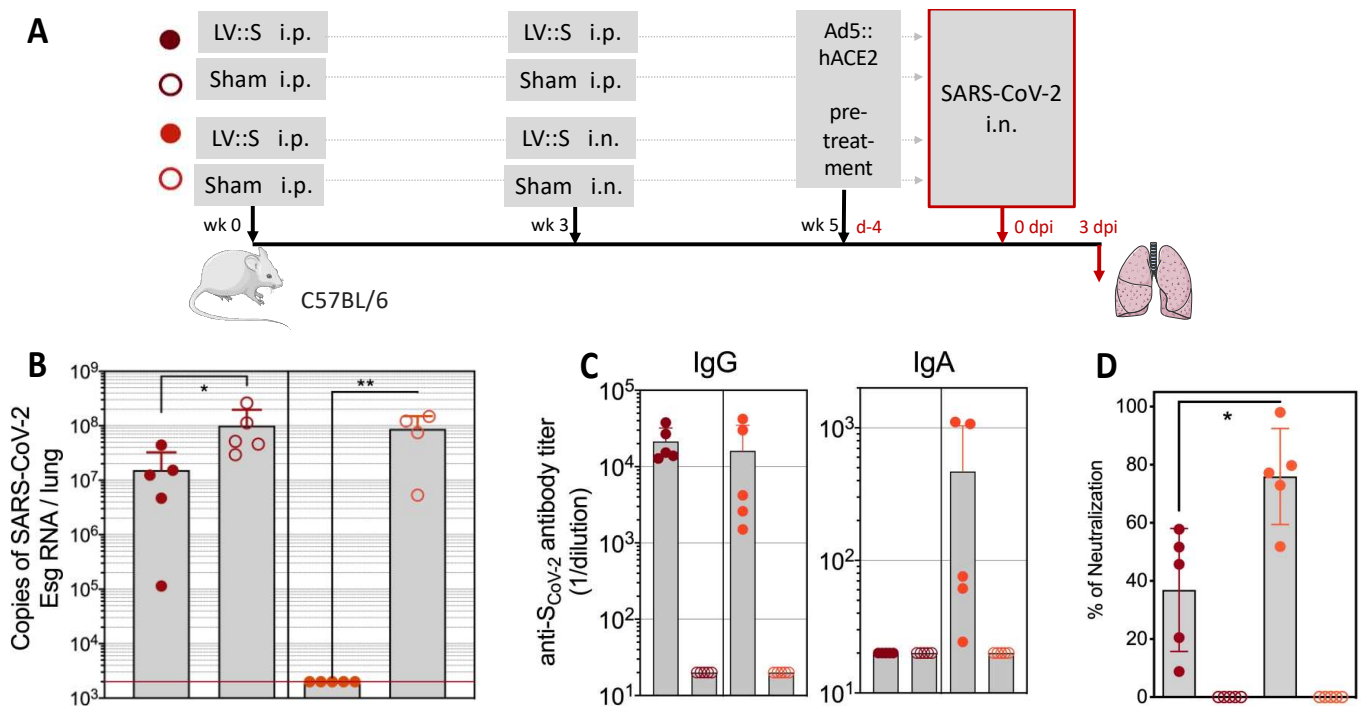 A
LV::S i.p.
LV::S i.p.
Ad5::
hACE2
pre-
treat-
ment
SARS-CoV-2
i.n.
Sham i.p.
Sham i.p.
LV::S i.p.
LV::S i.n.
Sham i.p.
Sham i.n.
wk 0
wk 3
wk 5
d-4
0 dpi
3 dpi
C57BL/6
B
Copies of SARS-CoV-2
Esg RNA / lung
10⁹
10⁸
10⁷
10⁶
10⁵
10⁴
10³
*
**
C
IgG
IgA
anti-S_CoV-2 antibody titer
(1/dilution)
10⁵
10⁴
10³
10²
10¹
10³
10²
10¹
D
% of Neutralization
100
80
60
40
20
0
*